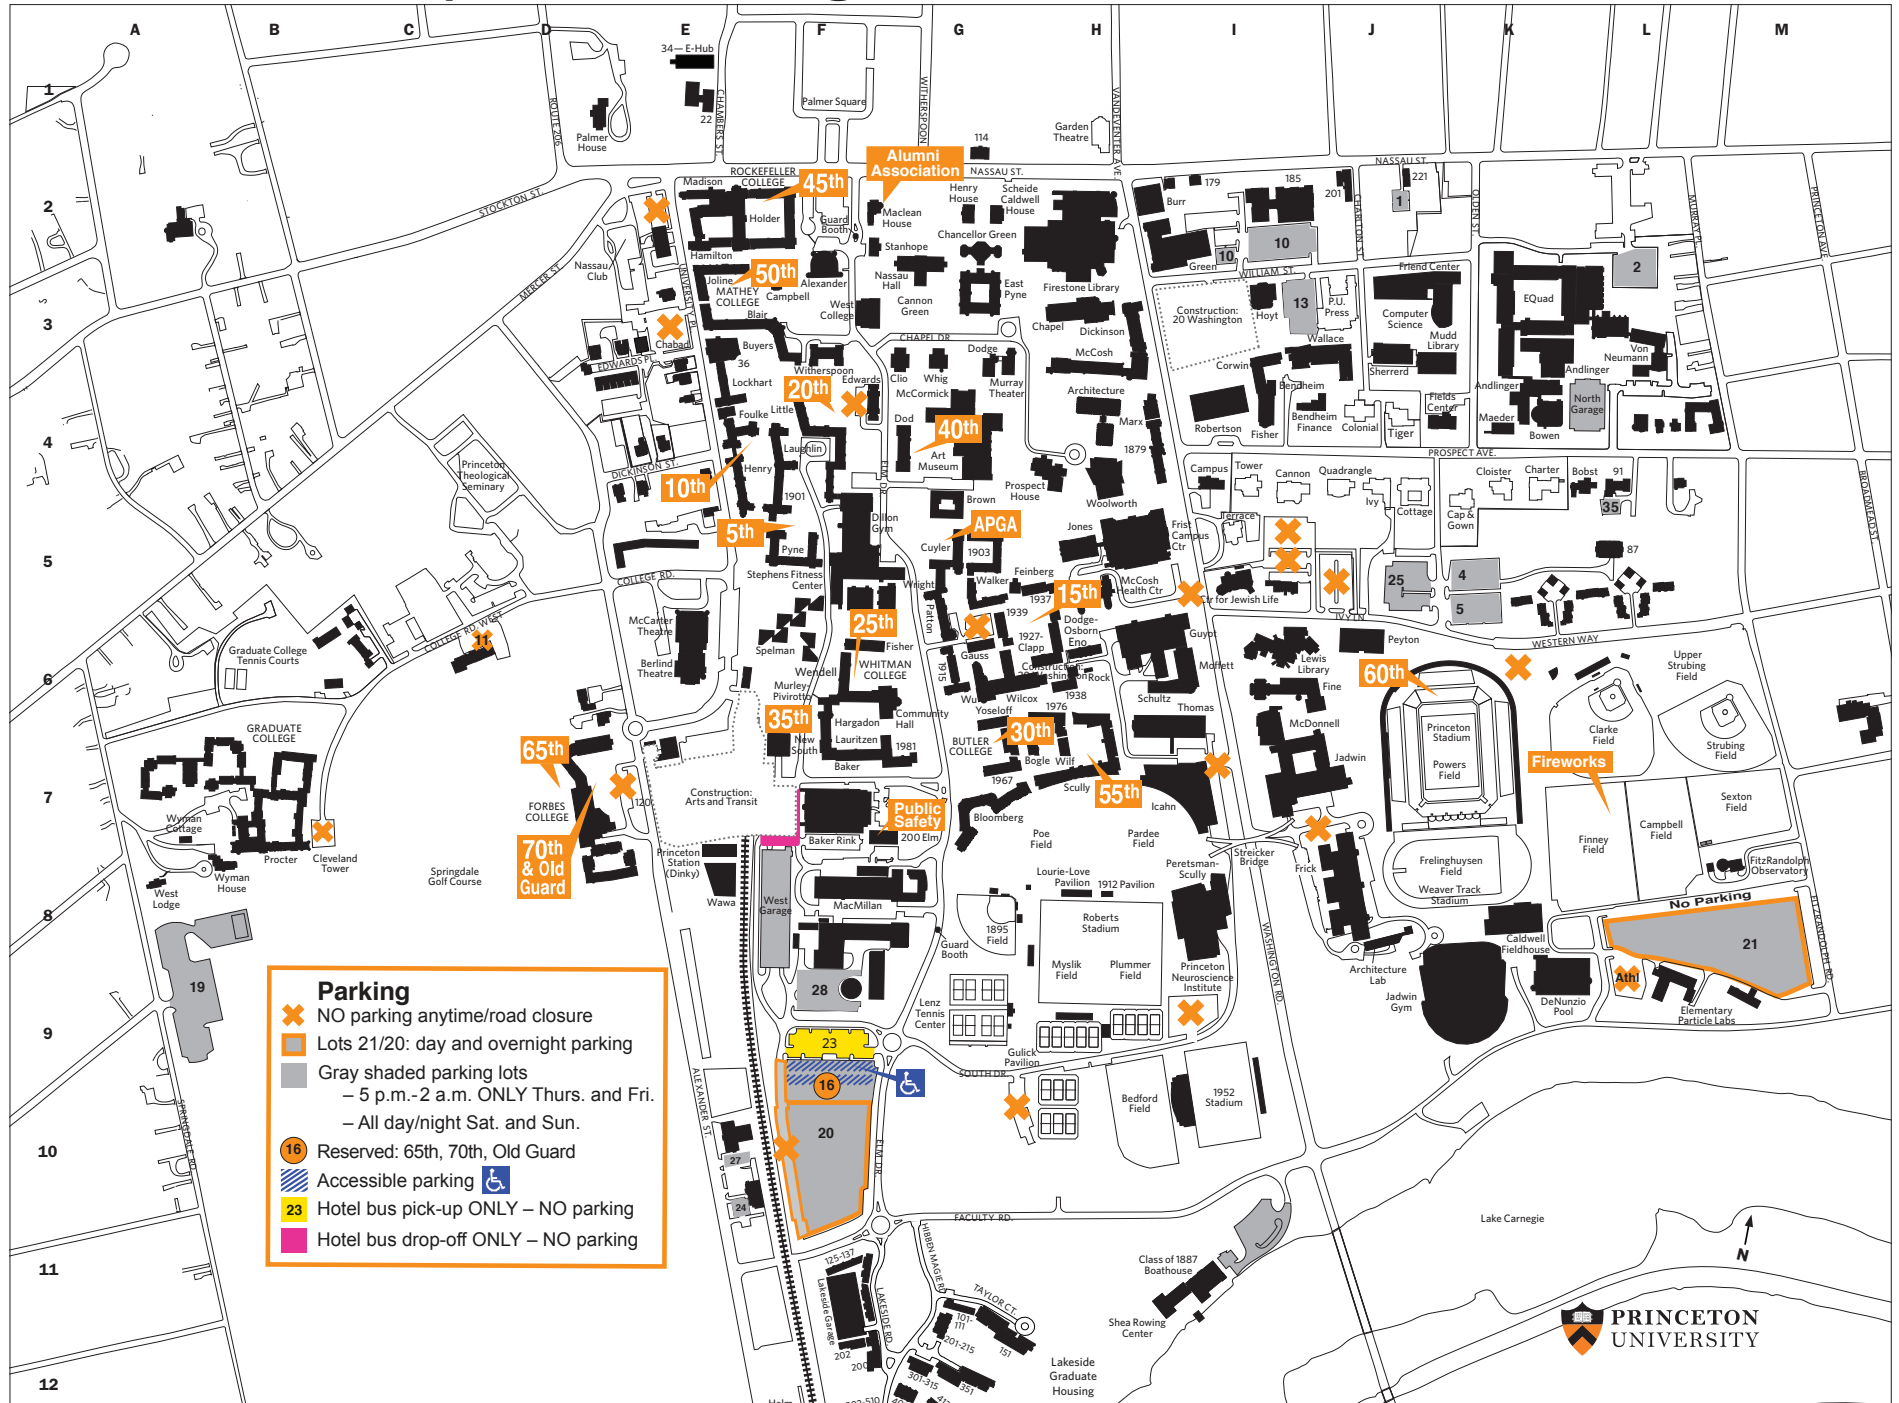 A B C D E F G H I J K L M
1
2
3
4
5
6
7
8
9
10
11
12
34— E-Hub
22
CHAMBERS ST.
Palmer Square
WITHERSPOON
114
Garden
Theatre
VANDEVENTER AVE.
ROUTE 206
Palmer
House
NASSAU ST.
NASSAU ST.
STOCKTON ST.
MERCER ST.
Alumni
Association
ROCKEFELLER
COLLEGE
Madison
Holder
Hamilton
45th
Guard
Booth
Maclean
House
Henry
House
Scheide
Caldwell
House
Burr
179
185
201
221
1
CHARLTON ST.
OLDEN ST.
MURRAY PL.
PRINCETON AVE.
Nassau
Club
UNIVERSITY PL.
Joline
50th
MATHEY
COLLEGE
Campbell
Blair
Alexander
Stanhope
Nassau
Hall
Chancellor Green
West
College
Cannon
Green
East
Pyne
Firestone Library
Green
10
10
WILLIAM ST.
Construction:
20 Washington
Hoyt
13
P.U.
Press
Wallace
Friend Center
Computer
Science
Mudd
Library
Sherrerd
EQuad
2
Von
Neumann
Andlinger
Andlinger
Maeder
Bowen
North
Garage
Chabad
EDWARDS PL.
Buyers
36
Lockhart
Foulke
Little
Witherspoon
20th
Edwards
CHAPEL DR.
Clio
Whig
Dodge
Murray
Theater
McCormick
Chapel
Dickinson
McCosh
Architecture
Corwin
Bendheim
Bendheim
Finance
Robertson
Fisher
Colonial
Tiger
Fields
Center
DICKINSON ST.
Henry
Laughlin
1901
10th
5th
Dod
40th
Art
Museum
Marx
1879
Prospect
House
Woolworth
PROSPECT AVE.
Campus
Tower
Cannon
Quadrangle
Ivy
Cottage
Cap &
Gown
Cloister
Charter
Bobst
91
35
87
Princeton
Theological
Seminary
ELM DR.
Dillon
Gym
Brown
APGA
Cuyler
1903
Jones
Frist
Campus
Ctr
Terrace
Pyne
Stephens Fitness
Center
COLLEGE RD.
COLLEGE RD. WEST
11
Wright
Patton
Walker
Feinberg
1937
1939
15th
McCosh
Health Ctr
Ctr for Jewish Life
IVY LN.
25
4
5
BROADMEAD ST.
WESTERN WAY
McCarter
Theatre
Berlind
Theatre
Spelman
25th
Fisher
Wendell
WHITMAN
COLLEGE
Murley-
Pivirotto
35th
New
South
Hargadon
Lauritzen
Baker
1981
Community
Hall
Gauss
1915
1927-
Clapp
Dodge-
Osborn
Eno
Rock
1938
Wu
Wilcox
Yoseloff
1976
BUTLER
COLLEGE
30th
Bogle
Wilf
1967
Scully
55th
Bloomberg
Guyot
Moffett
Schultz
Thomas
Icahn
Lewis
Library
Fine
McDonnell
Jadwin
Peyton
60th
Princeton
Stadium
Powers
Field
Upper
Strubing
Field
Clarke
Field
Strubing
Field
Fireworks
Finney
Field
Campbell
Field
Sexton
Field
FitzRandolph
Observatory
FITZRANDOLPH RD.
Graduate College
Tennis Courts
GRADUATE
COLLEGE
Wyman
Cottage
Procter
Cleveland
Tower
Wyman
House
West
Lodge
Springdale
Golf Course
65th
FORBES
COLLEGE
70th
& Old
Guard
120
Construction:
Arts and Transit
Princeton
Station
(Dinky)
Wawa
Public
Safety
Baker Rink
200 Elm
West
Garage
MacMillan
28
Poe
Field
Pardee
Field
Streicker
Bridge
Frick
Frelinghuysen
Field
Weaver Track
Stadium
No Parking
21
Lourie-Love
Pavilion
1912 Pavilion
Peretsman-
Scully
1895
Field
Guard
Booth
Roberts
Stadium
Myslik
Field
Plummer
Field
Princeton
Neuroscience
Institute
WASHINGTON RD.
Architecture
Lab
Jadwin
Gym
Caldwell
Fieldhouse
DeNunzio
Pool
Athl
Elementary
Particle Labs
19
SPRINGDALE RD.
Lenz
Tennis
Center
Gulick
Pavilion
SOUTH DR.
Bedford
Field
1952
Stadium
23
16
20
ELM DR.
ALEXANDER ST.
27
24
FACULTY RD.
Parking
NO parking anytime/road closure
Lots 21/20: day and overnight parking
Gray shaded parking lots
– 5 p.m.-2 a.m. ONLY Thurs. and Fri.
– All day/night Sat. and Sun.
16 Reserved: 65th, 70th, Old Guard
Accessible parking
23 Hotel bus pick-up ONLY – NO parking
Hotel bus drop-off ONLY – NO parking
125-137
Lakeside Garage
LAKESIDE RD.
202
200
HIBBEN MAGIE RD.
TAYLOR CT.
101-
111
201-215
151
301-315
351
Lakeside
Graduate
Housing
Class of 1887
Boathouse
Shea Rowing
Center
Lake Carnegie
N
PRINCETON
UNIVERSITY